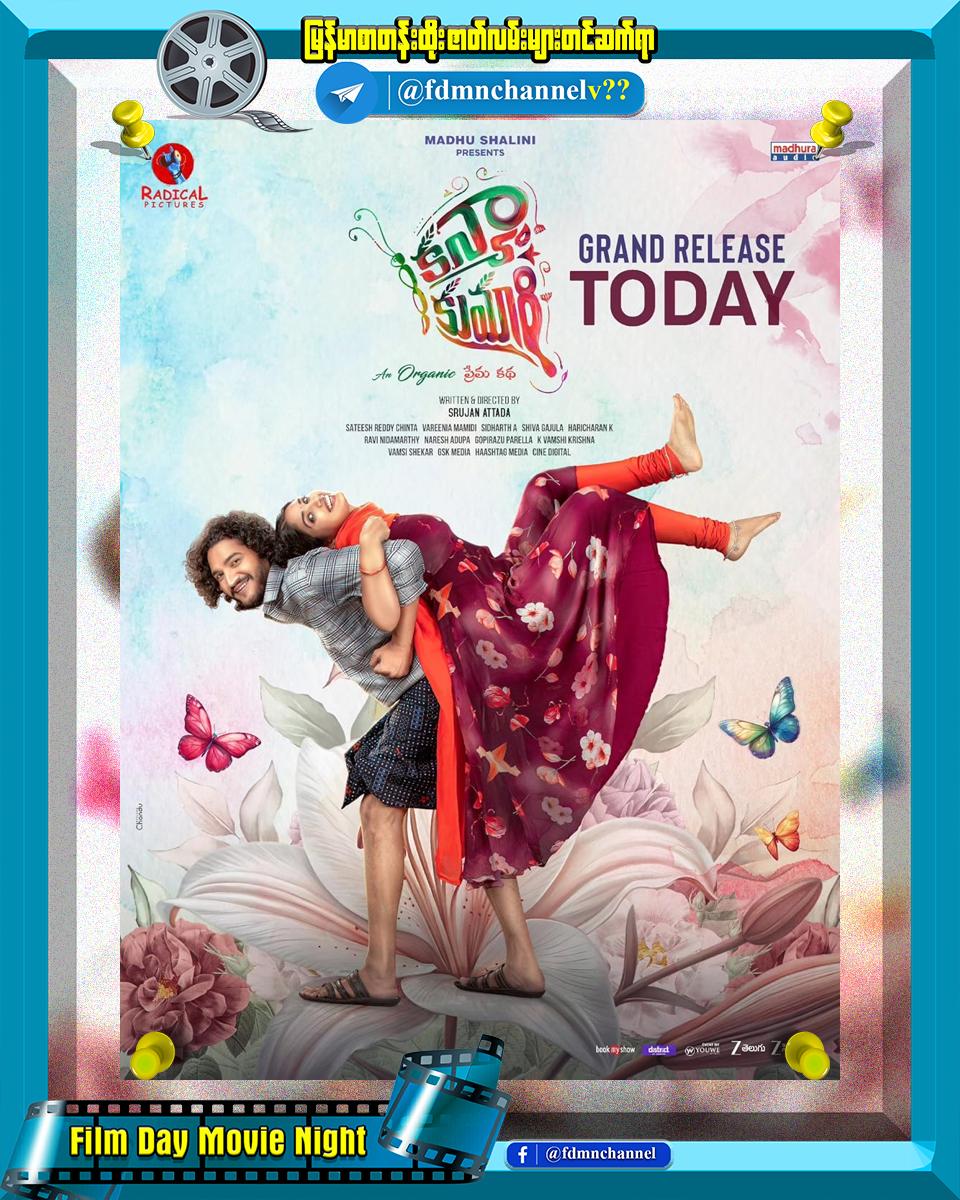 မြန်မာစာတန်းထိုးဇာတ်လမ်းများတင်ဆက်ရာ
@fdmnchannelv??
MADHU SHALINI
PRESENTS
RADICAL
PICTURES
madhura
audio
కన్యా
కుమారి
GRAND RELEASE
TODAY
An Organic ప్రేమ కథ
WRITTEN & DIRECTED BY
SRUJAN ATTADA
SATEESH REDDY CHINTA VAREENIA MAMIDI SIDHARTH A SHIVA GAJULA HARICHARAN K
RAVI NIDAMARTHY NARESH ADUPA GOPIRAZU PARELLA K VAMSHI KRISHNA
VAMSI SHEKAR GSK MEDIA HAASHTAG MEDIA CINE DIGITAL
Chandu
bookmyshow district YOUWE Z తెలుగు Z
Film Day Movie Night
f @fdmnchannel